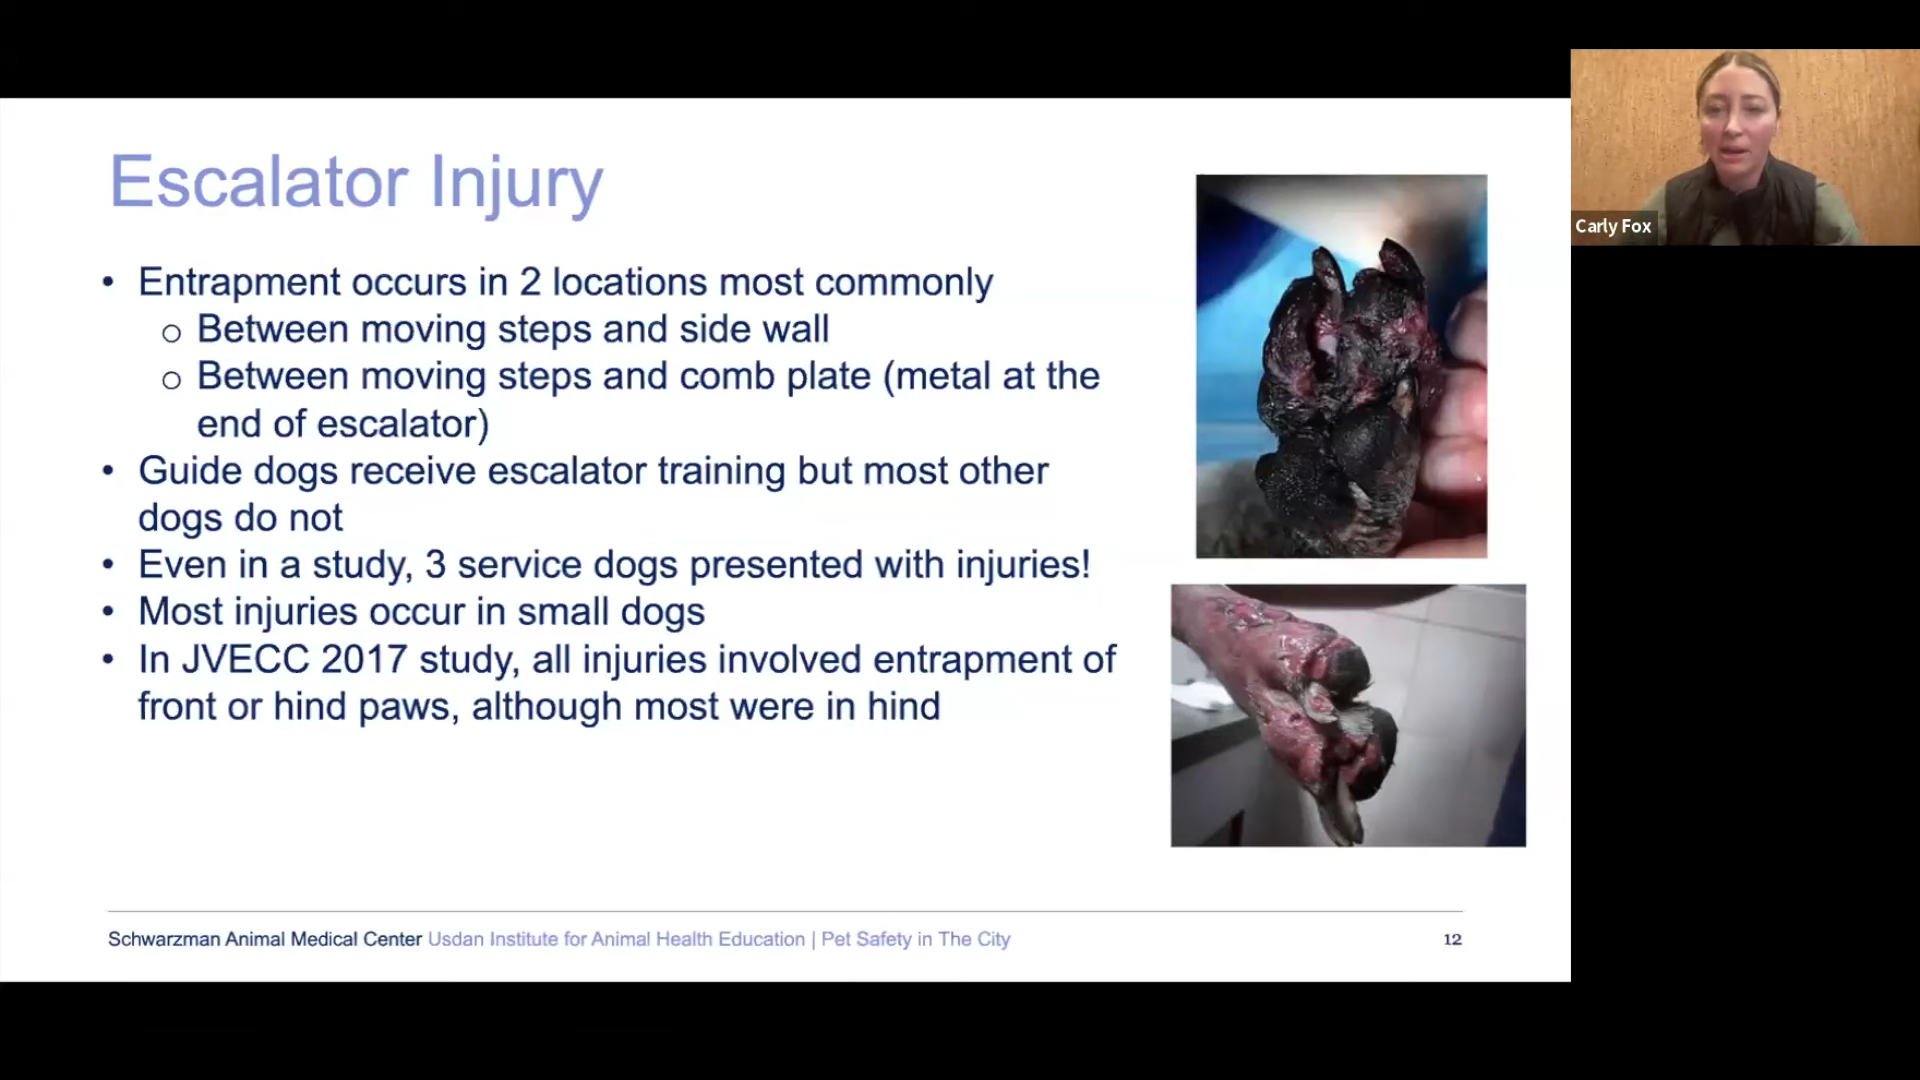 Escalator Injury
• Entrapment occurs in 2 locations most commonly
o Between moving steps and side wall
o Between moving steps and comb plate (metal at the
end of escalator)
• Guide dogs receive escalator training but most other
dogs do not
• Even in a study, 3 service dogs presented with injuries!
• Most injuries occur in small dogs
• In JVECC 2017 study, all injuries involved entrapment of
front or hind paws, although most were in hind
Schwarzman Animal Medical Center Usdan Institute for Animal Health Education | Pet Safety in The City
12
Carly Fox